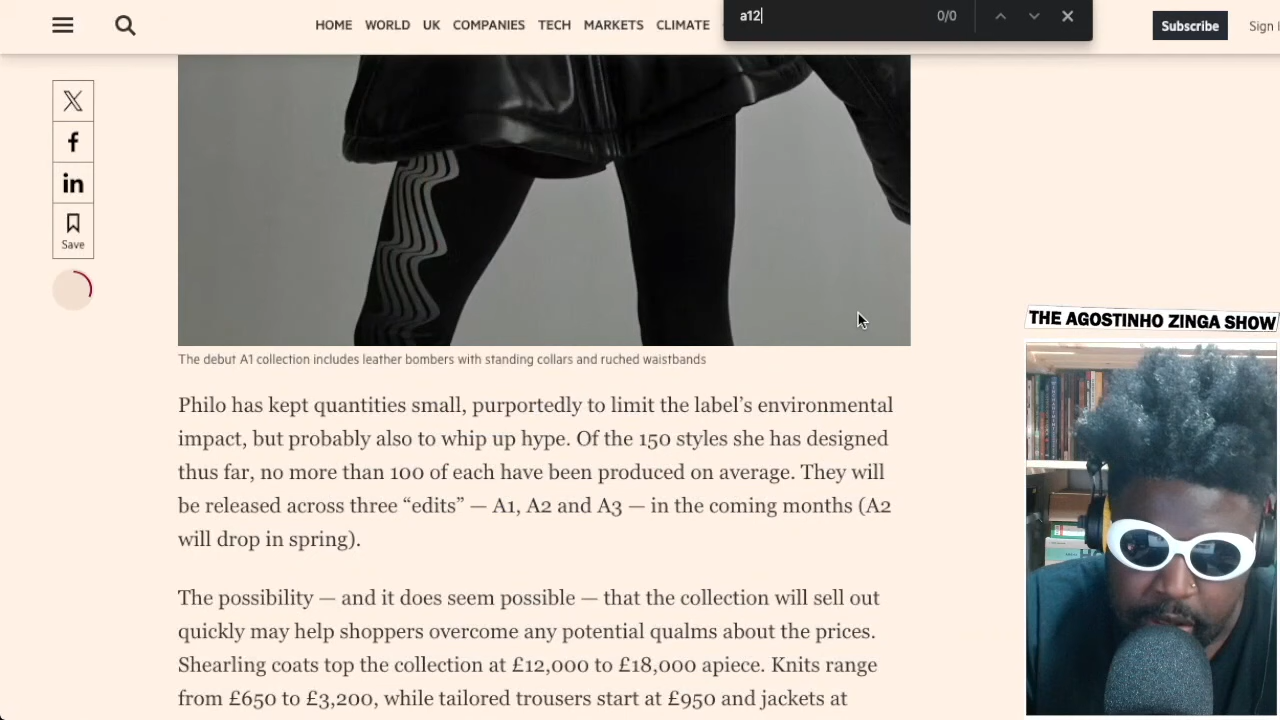 a12
0/0
HOME WORLD UK COMPANIES TECH MARKETS CLIMATE
Subscribe
Sign
Save
The debut A1 collection includes leather bombers with standing collars and ruched waistbands
Philo has kept quantities small, purportedly to limit the label’s environmental
impact, but probably also to whip up hype. Of the 150 styles she has designed
thus far, no more than 100 of each have been produced on average. They will
be released across three “edits” — A1, A2 and A3 — in the coming months (A2
will drop in spring).
The possibility — and it does seem possible — that the collection will sell out
quickly may help shoppers overcome any potential qualms about the prices.
Shearling coats top the collection at £12,000 to £18,000 apiece. Knits range
from £650 to £3,200, while tailored trousers start at £950 and jackets at
THE AGOSTINHO ZINGA SHOW